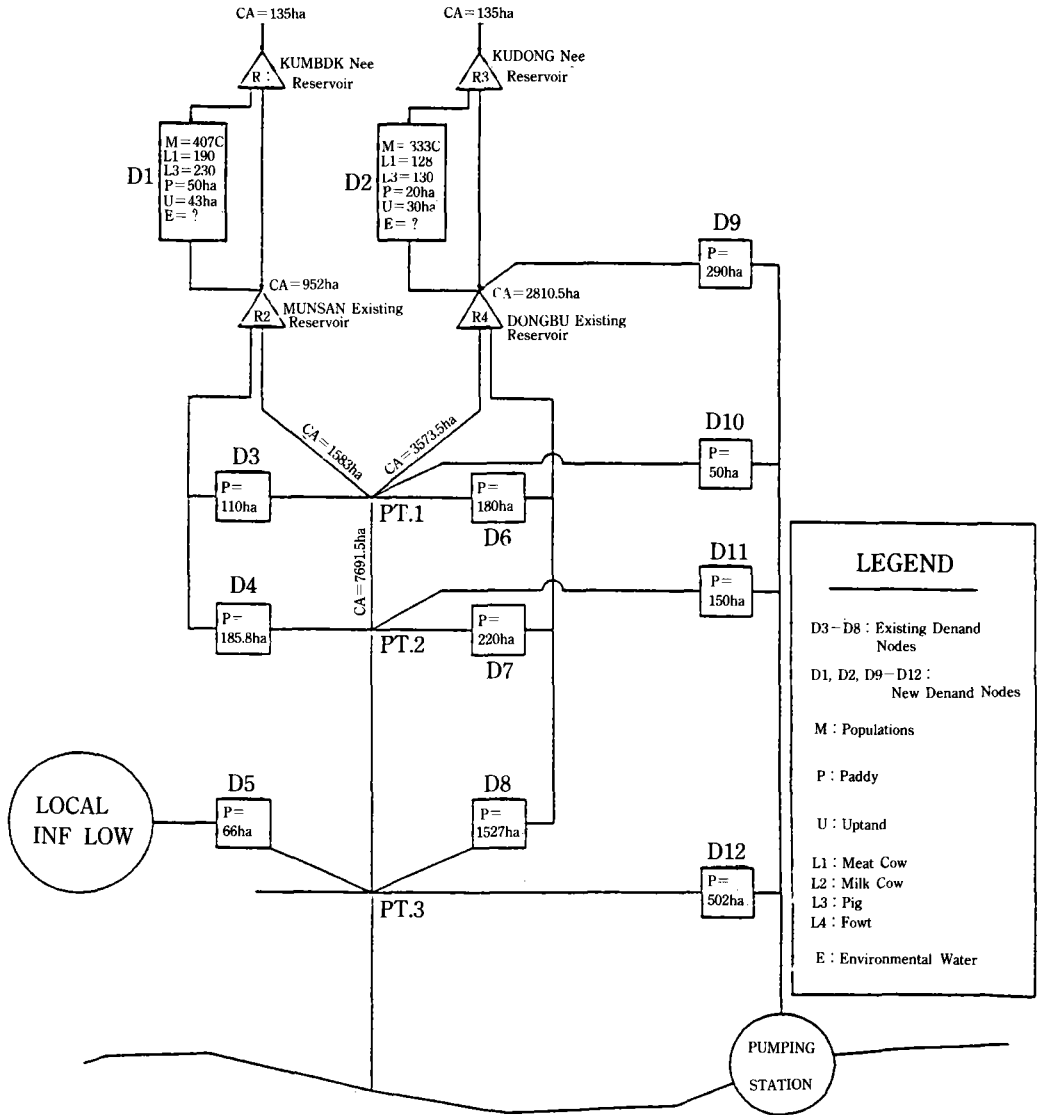 CA=135ha
CA=135ha
KUMBDK Nee
Reservoir
R :
KUDONG Nee
Reservoir
R3
D1
M=407C
L1=190
L3=230
P=50ha
U=43ha
E= ?
D2
M=333C
L1=128
L3=130
P=20ha
U=30ha
E= ?
D9
P=
290ha
CA=952ha
MUNSAN Existing
Reservoir
R2
CA=2810.5ha
DONGBU Existing
Reservoir
R4
CA=1583ha
CA=3573.5ha
D10
P=
50ha
D3
P=
110ha
PT.1
P=
180ha
D6
CA=7691.5ha
D11
P=
150ha
D4
P=
185.8ha
PT.2
P=
220ha
D7
LOCAL
INF LOW
D5
P=
66ha
D8
P=
1527ha
D12
P=
502ha
PT.3
PUMPING
STATION
LEGEND
D3-D8 : Existing Denand
Nodes
D1, D2, D9-D12 :
New Demand Nodes
M : Populations
P : Paddy
U : Uptand
L1 : Meat Cow
L2 : Milk Cow
L3 : Pig
L4 : Fowt
E : Environmental Water